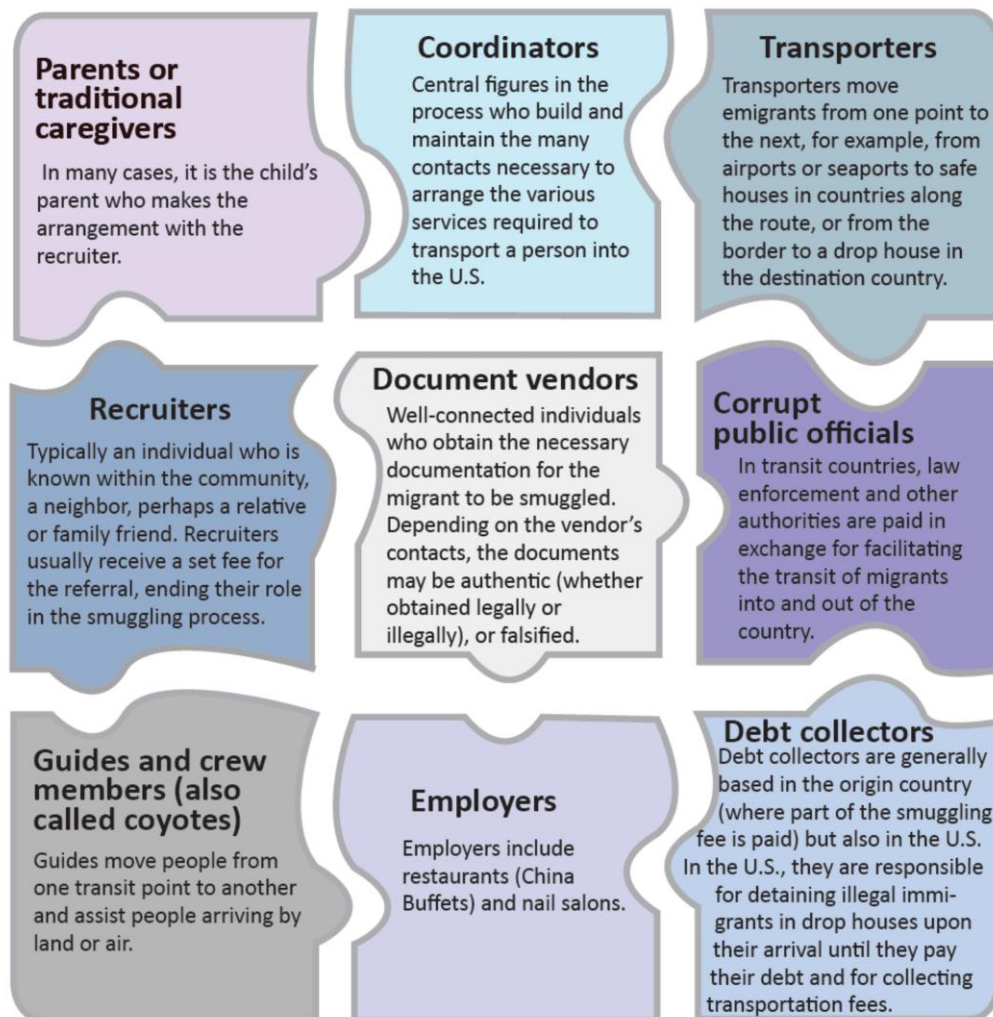 Parents or
traditional
caregivers
In many cases, it is the child’s
parent who makes the
arrangement with the
recruiter.
Coordinators
Central figures in the
process who build and
maintain the many
contacts necessary to
arrange the various
services required to
transport a person into
the U.S.
Transporters
Transporters move
emigrants from one point to
the next, for example, from
airports or seaports to safe
houses in countries along
the route, or from the
border to a drop house in
the destination country.
Recruiters
Typically an individual who is
known within the community,
a neighbor, perhaps a relative
or family friend. Recruiters
usually receive a set fee for
the referral, ending their role
in the smuggling process.
Document vendors
Well-connected individuals
who obtain the necessary
documentation for the
migrant to be smuggled.
Depending on the vendor’s
contacts, the documents
may be authentic (whether
obtained legally or
illegally), or falsified.
Corrupt
public officials
In transit countries, law
enforcement and other
authorities are paid in
exchange for facilitating
the transit of migrants
into and out of the
country.
Guides and crew
members (also
called coyotes)
Guides move people from
one transit point to another
and assist people arriving by
land or air.
Employers
Employers include
restaurants (China
Buffets) and nail salons.
Debt collectors
Debt collectors are generally
based in the origin country
(where part of the smuggling
fee is paid) but also in the U.S.
In the U.S., they are responsible
for detaining illegal immi-
grants in drop houses upon
their arrival until they pay
their debt and for collecting
transportation fees.